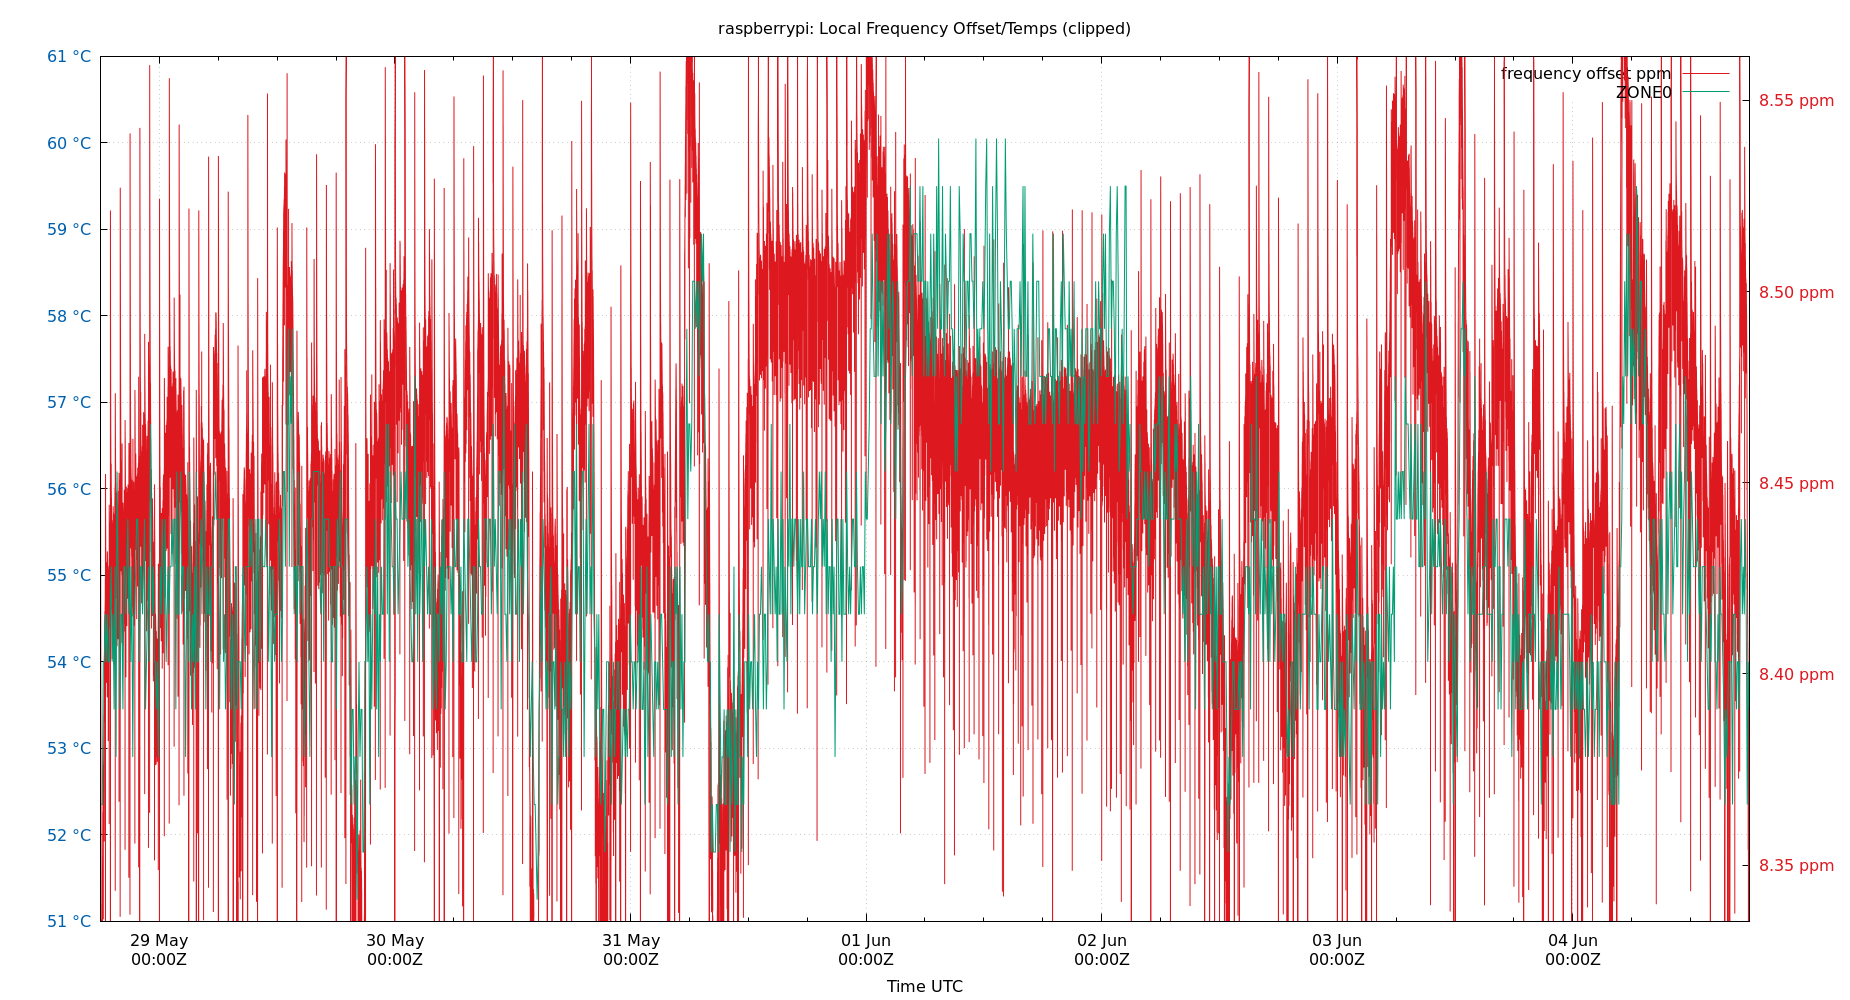 raspberrypi: Local Frequency Offset/Temps (clipped)
61 °C
60 °C
59 °C
58 °C
57 °C
56 °C
55 °C
54 °C
53 °C
52 °C
51 °C
frequency offset ppm
ZONE0
8.55 ppm
8.50 ppm
8.45 ppm
8.40 ppm
8.35 ppm
29 May 30 May 31 May 01 Jun 02 Jun 03 Jun 04 Jun
00:00Z 00:00Z 00:00Z 00:00Z 00:00Z 00:00Z 00:00Z
Time UTC